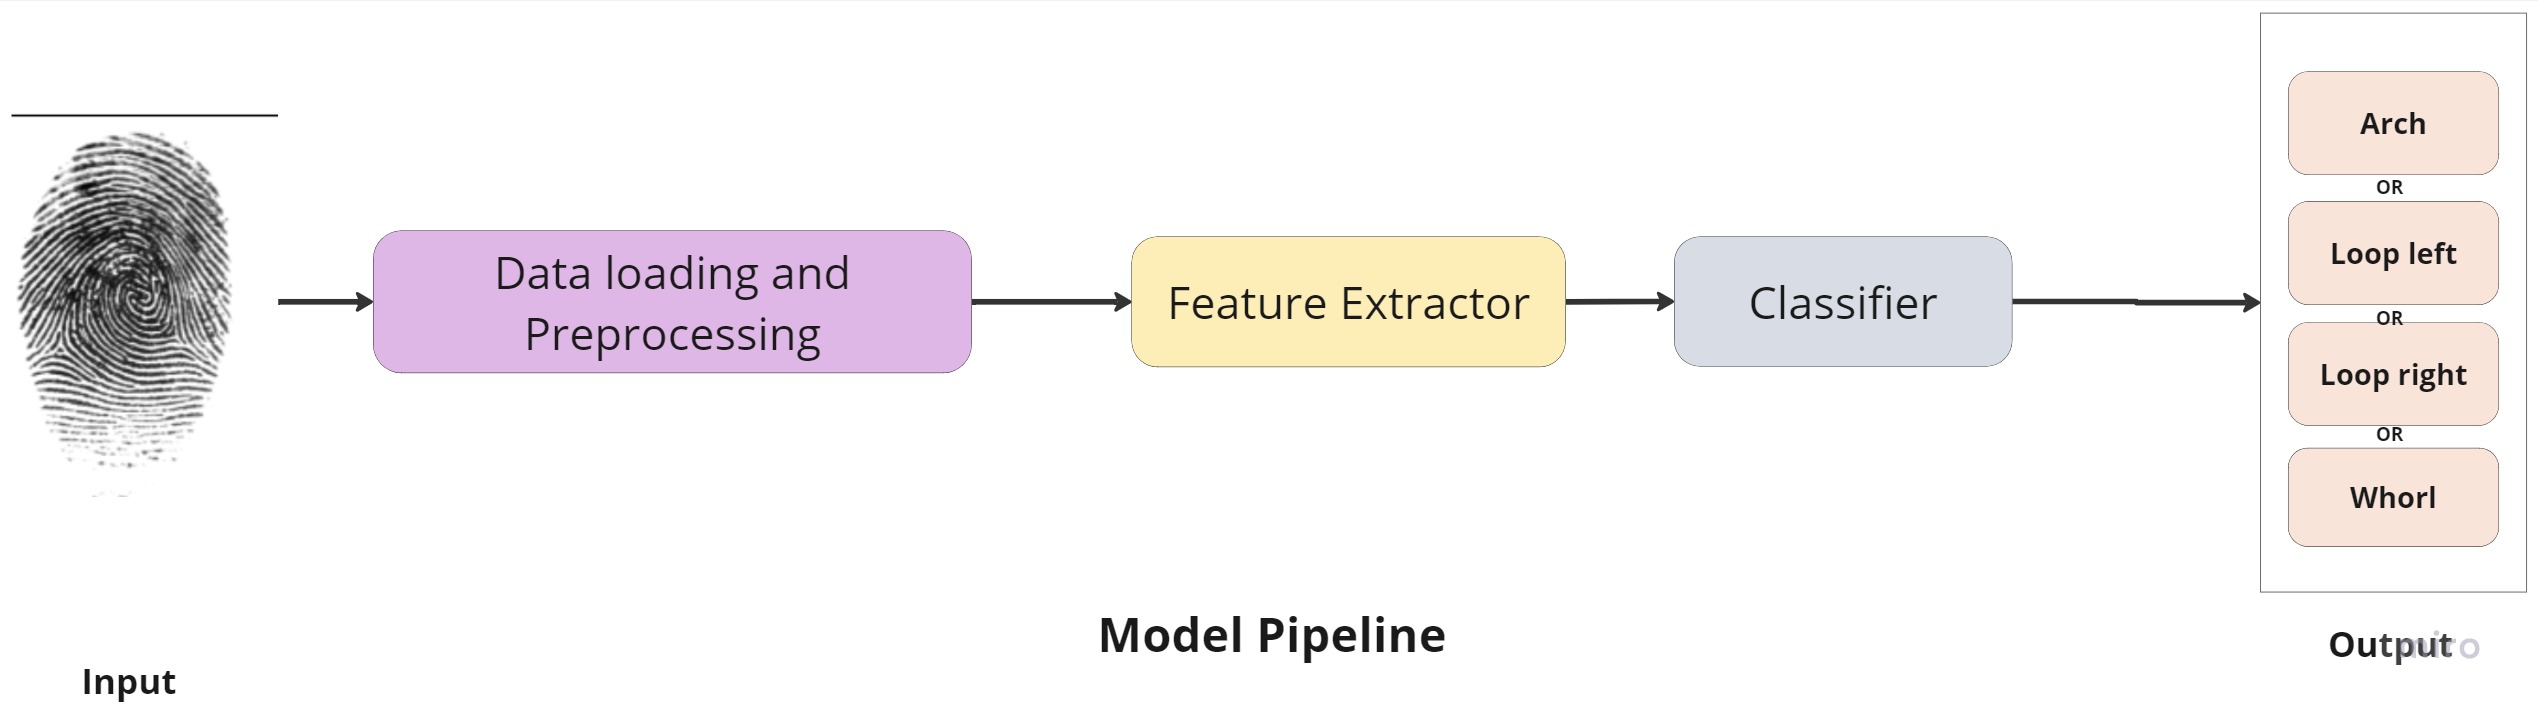 Data loading and
Preprocessing
Feature Extractor
Classifier
Arch
OR
Loop left
OR
Loop right
OR
Whorl
Model Pipeline
Input
Output
miro